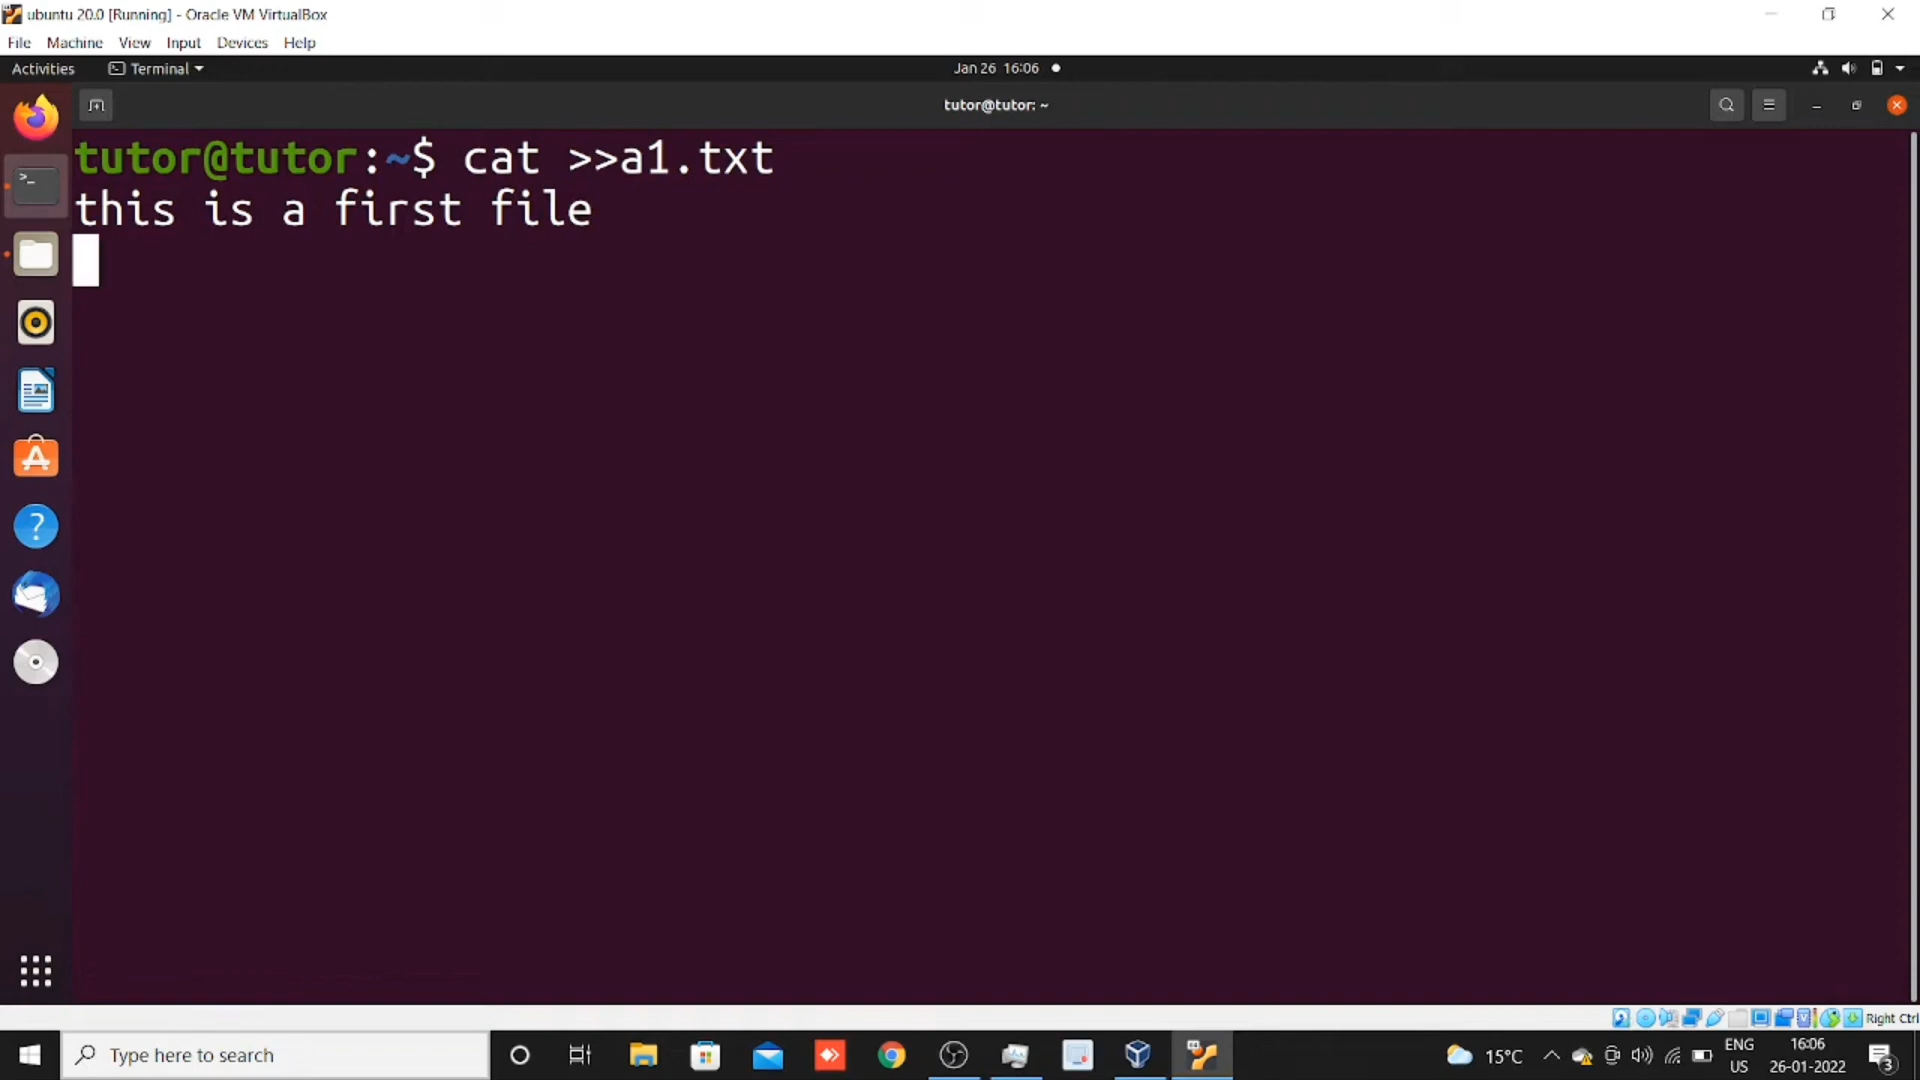 ubuntu 20.0 [Running] - Oracle VM VirtualBox
File Machine View Input Devices Help
Activities Terminal Jan 26 16:06
tutor@tutor: ~
tutor@tutor:~$ cat >>a1.txt
this is a first file
Right Ctrl
Type here to search
15°C
ENG
US
16:06
26-01-2022
3